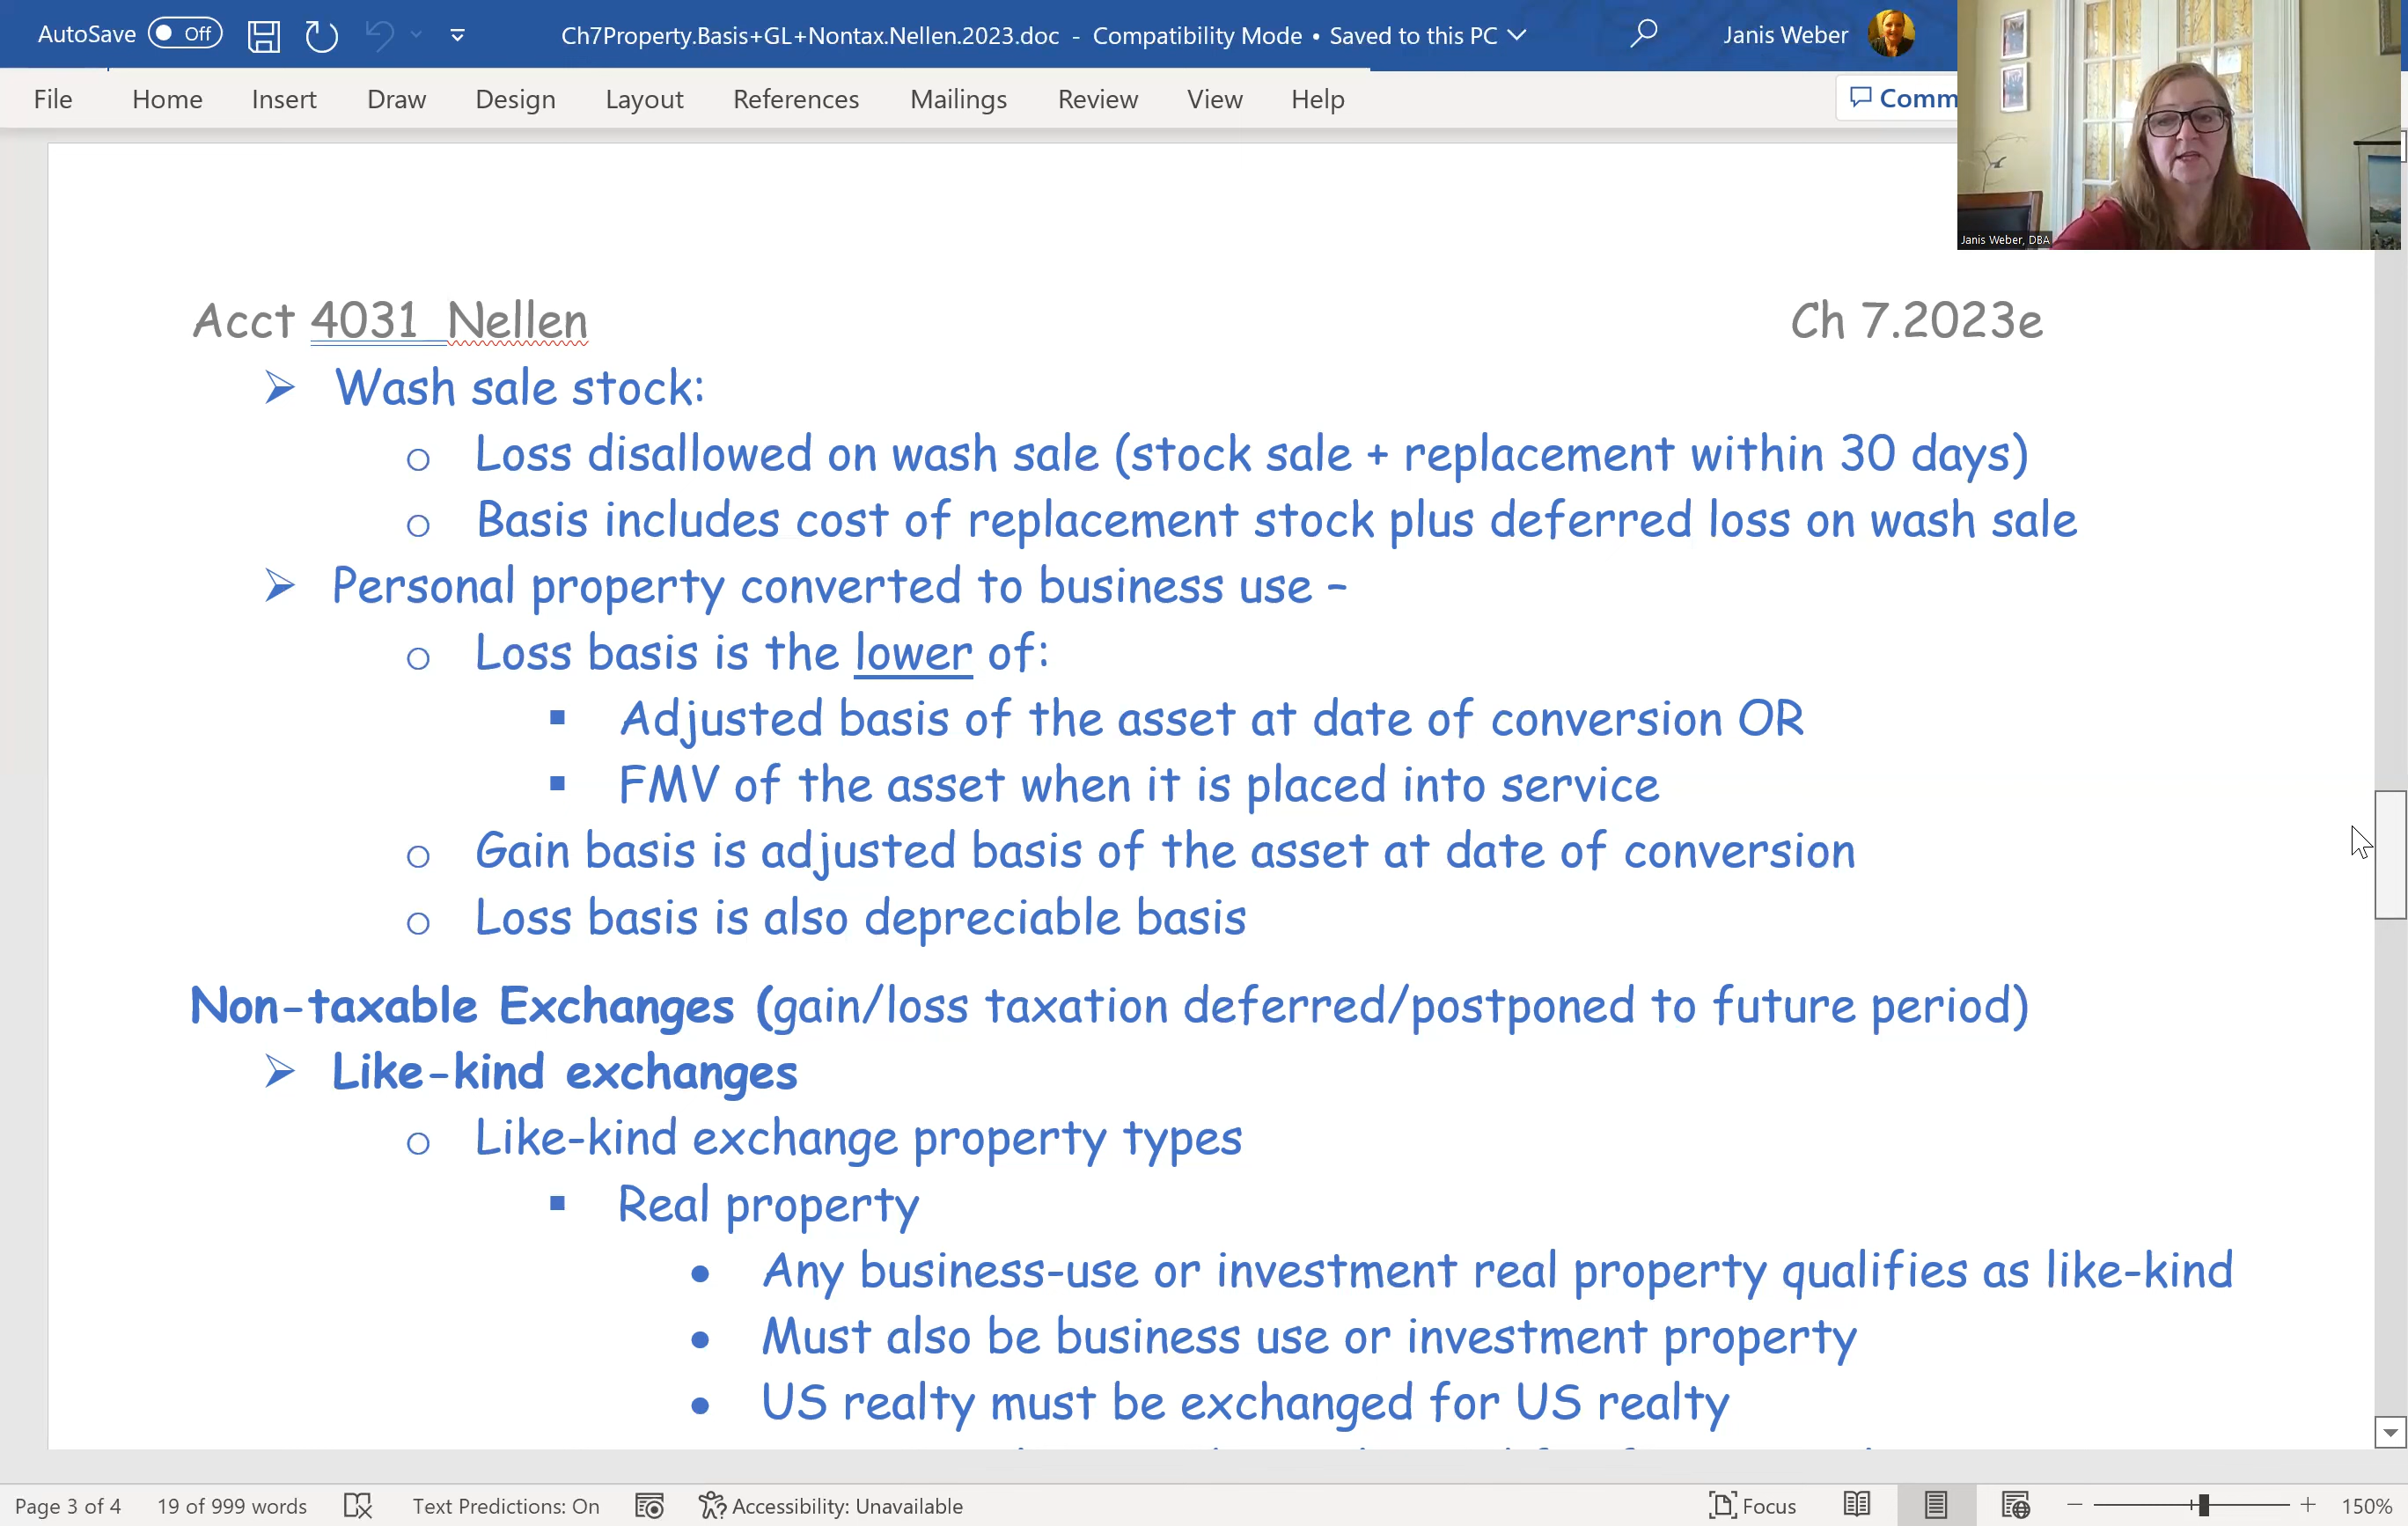 AutoSave Off Ch7Property.Basis+GL+Nontax.Nellen.2023.doc - Compatibility Mode • Saved to this PC Janis Weber
File Home Insert Draw Design Layout References Mailings Review View Help Comm
Janis Weber, DBA
Acct 4031 Nellen Ch 7.2023e
➢ Wash sale stock:
o Loss disallowed on wash sale (stock sale + replacement within 30 days)
o Basis includes cost of replacement stock plus deferred loss on wash sale
➢ Personal property converted to business use –
o Loss basis is the lower of:
▪ Adjusted basis of the asset at date of conversion OR
▪ FMV of the asset when it is placed into service
o Gain basis is adjusted basis of the asset at date of conversion
o Loss basis is also depreciable basis
Non-taxable Exchanges (gain/loss taxation deferred/postponed to future period)
➢ Like-kind exchanges
o Like-kind exchange property types
▪ Real property
• Any business-use or investment real property qualifies as like-kind
• Must also be business use or investment property
• US realty must be exchanged for US realty
Page 3 of 4 19 of 999 words Text Predictions: On Accessibility: Unavailable Focus 150%